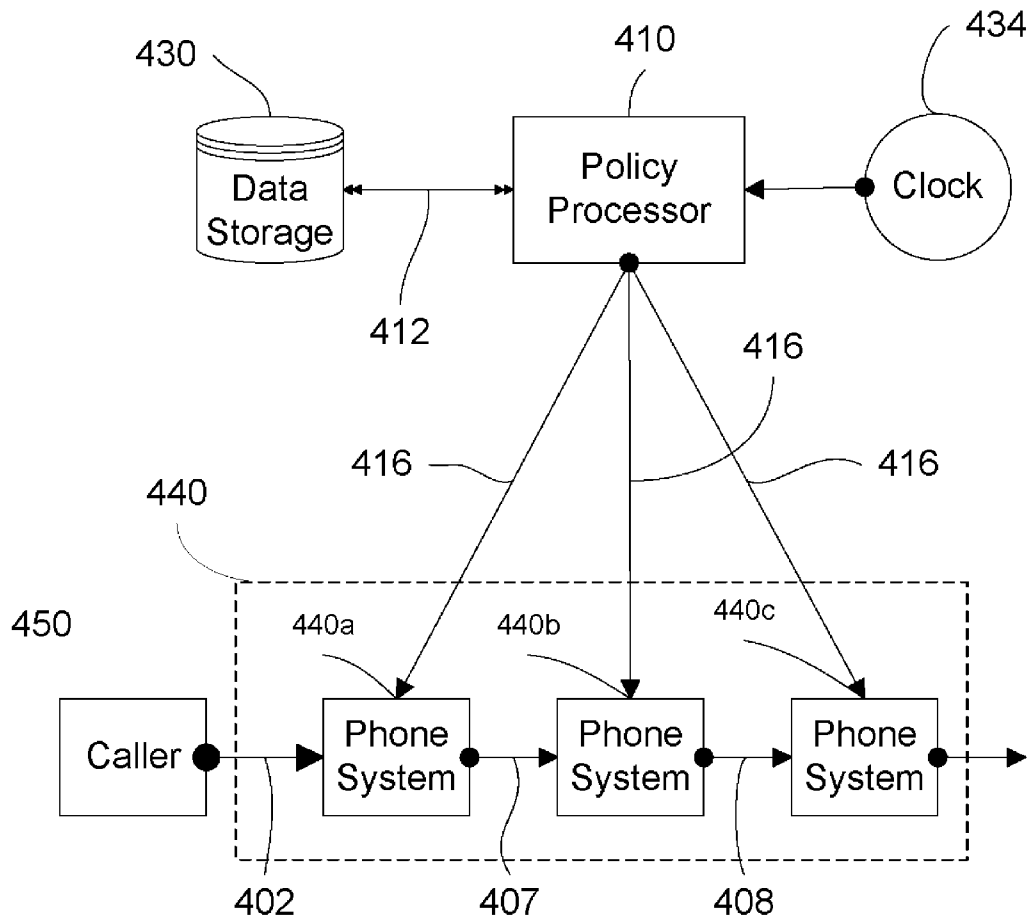 430
410
434
Data
Storage
Policy
Processor
Clock
412
416
416
416
440
450
440a
440b
440c
Caller
Phone
System
Phone
System
Phone
System
402
407
408